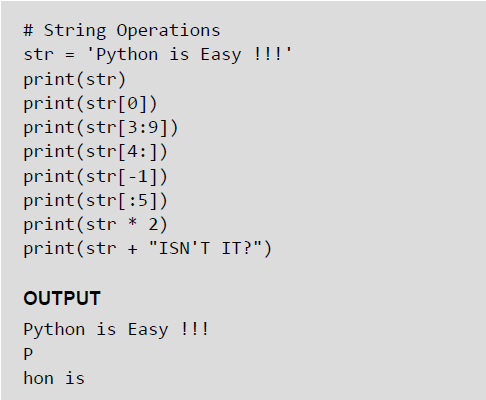 # String Operations
str = 'Python is Easy !!!'
print(str)
print(str[0])
print(str[3:9])
print(str[4:])
print(str[-1])
print(str[:5])
print(str * 2)
print(str + "ISN'T IT?")
OUTPUT
Python is Easy !!!
P
hon is